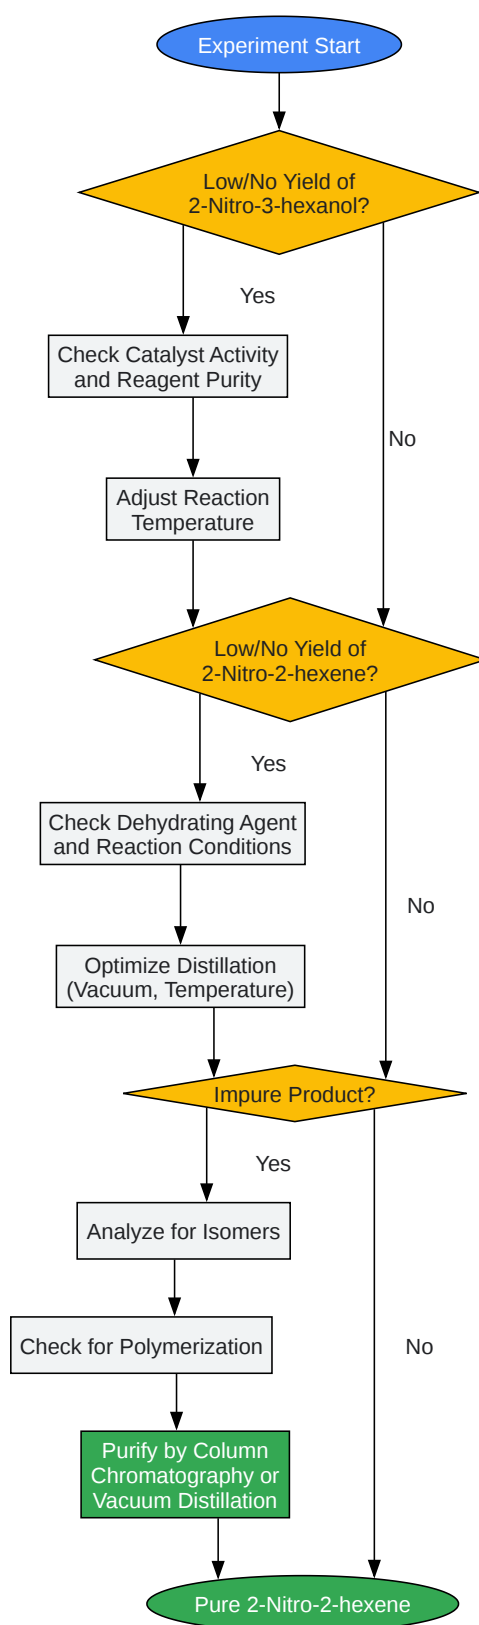 Experiment Start
Low/No Yield of
2-Nitro-3-hexanol?
Yes
Check Catalyst Activity
and Reagent Purity
No
Adjust Reaction
Temperature
Low/No Yield of
2-Nitro-2-hexene?
Yes
Check Dehydrating Agent
and Reaction Conditions
No
Optimize Distillation
(Vacuum, Temperature)
Impure Product?
Yes
Analyze for Isomers
Check for Polymerization
No
Purify by Column
Chromatography or
Vacuum Distillation
Pure 2-Nitro-2-hexene